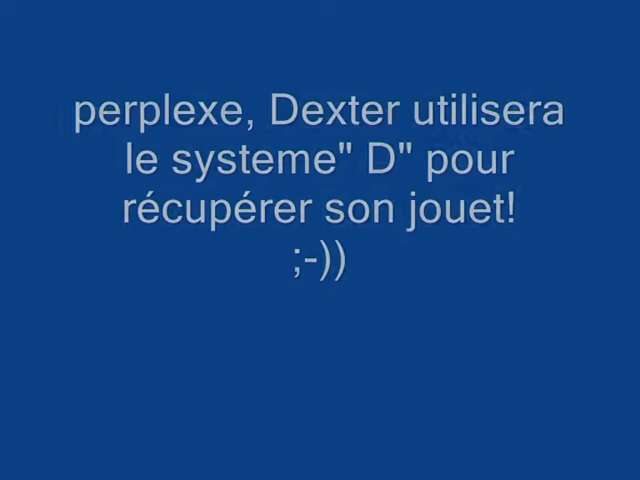 perplexe, Dexter utilisera
le systeme" D" pour
récupérer son jouet!
;-))